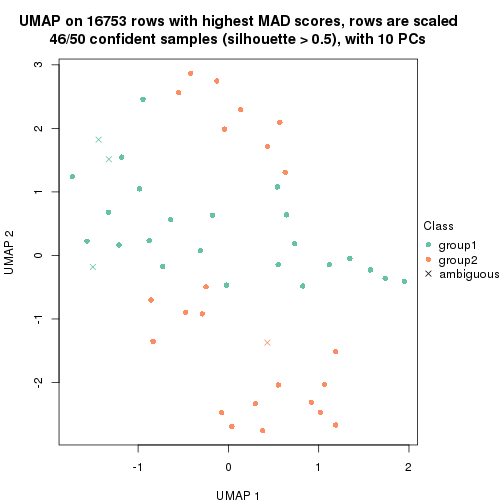 UMAP on 16753 rows with highest MAD scores, rows are scaled
46/50 confident samples (silhouette > 0.5), with 10 PCs
3
2
1
0
-1
-2
UMAP 2
-1
0
1
2
UMAP 1
Class
group1
group2
ambiguous